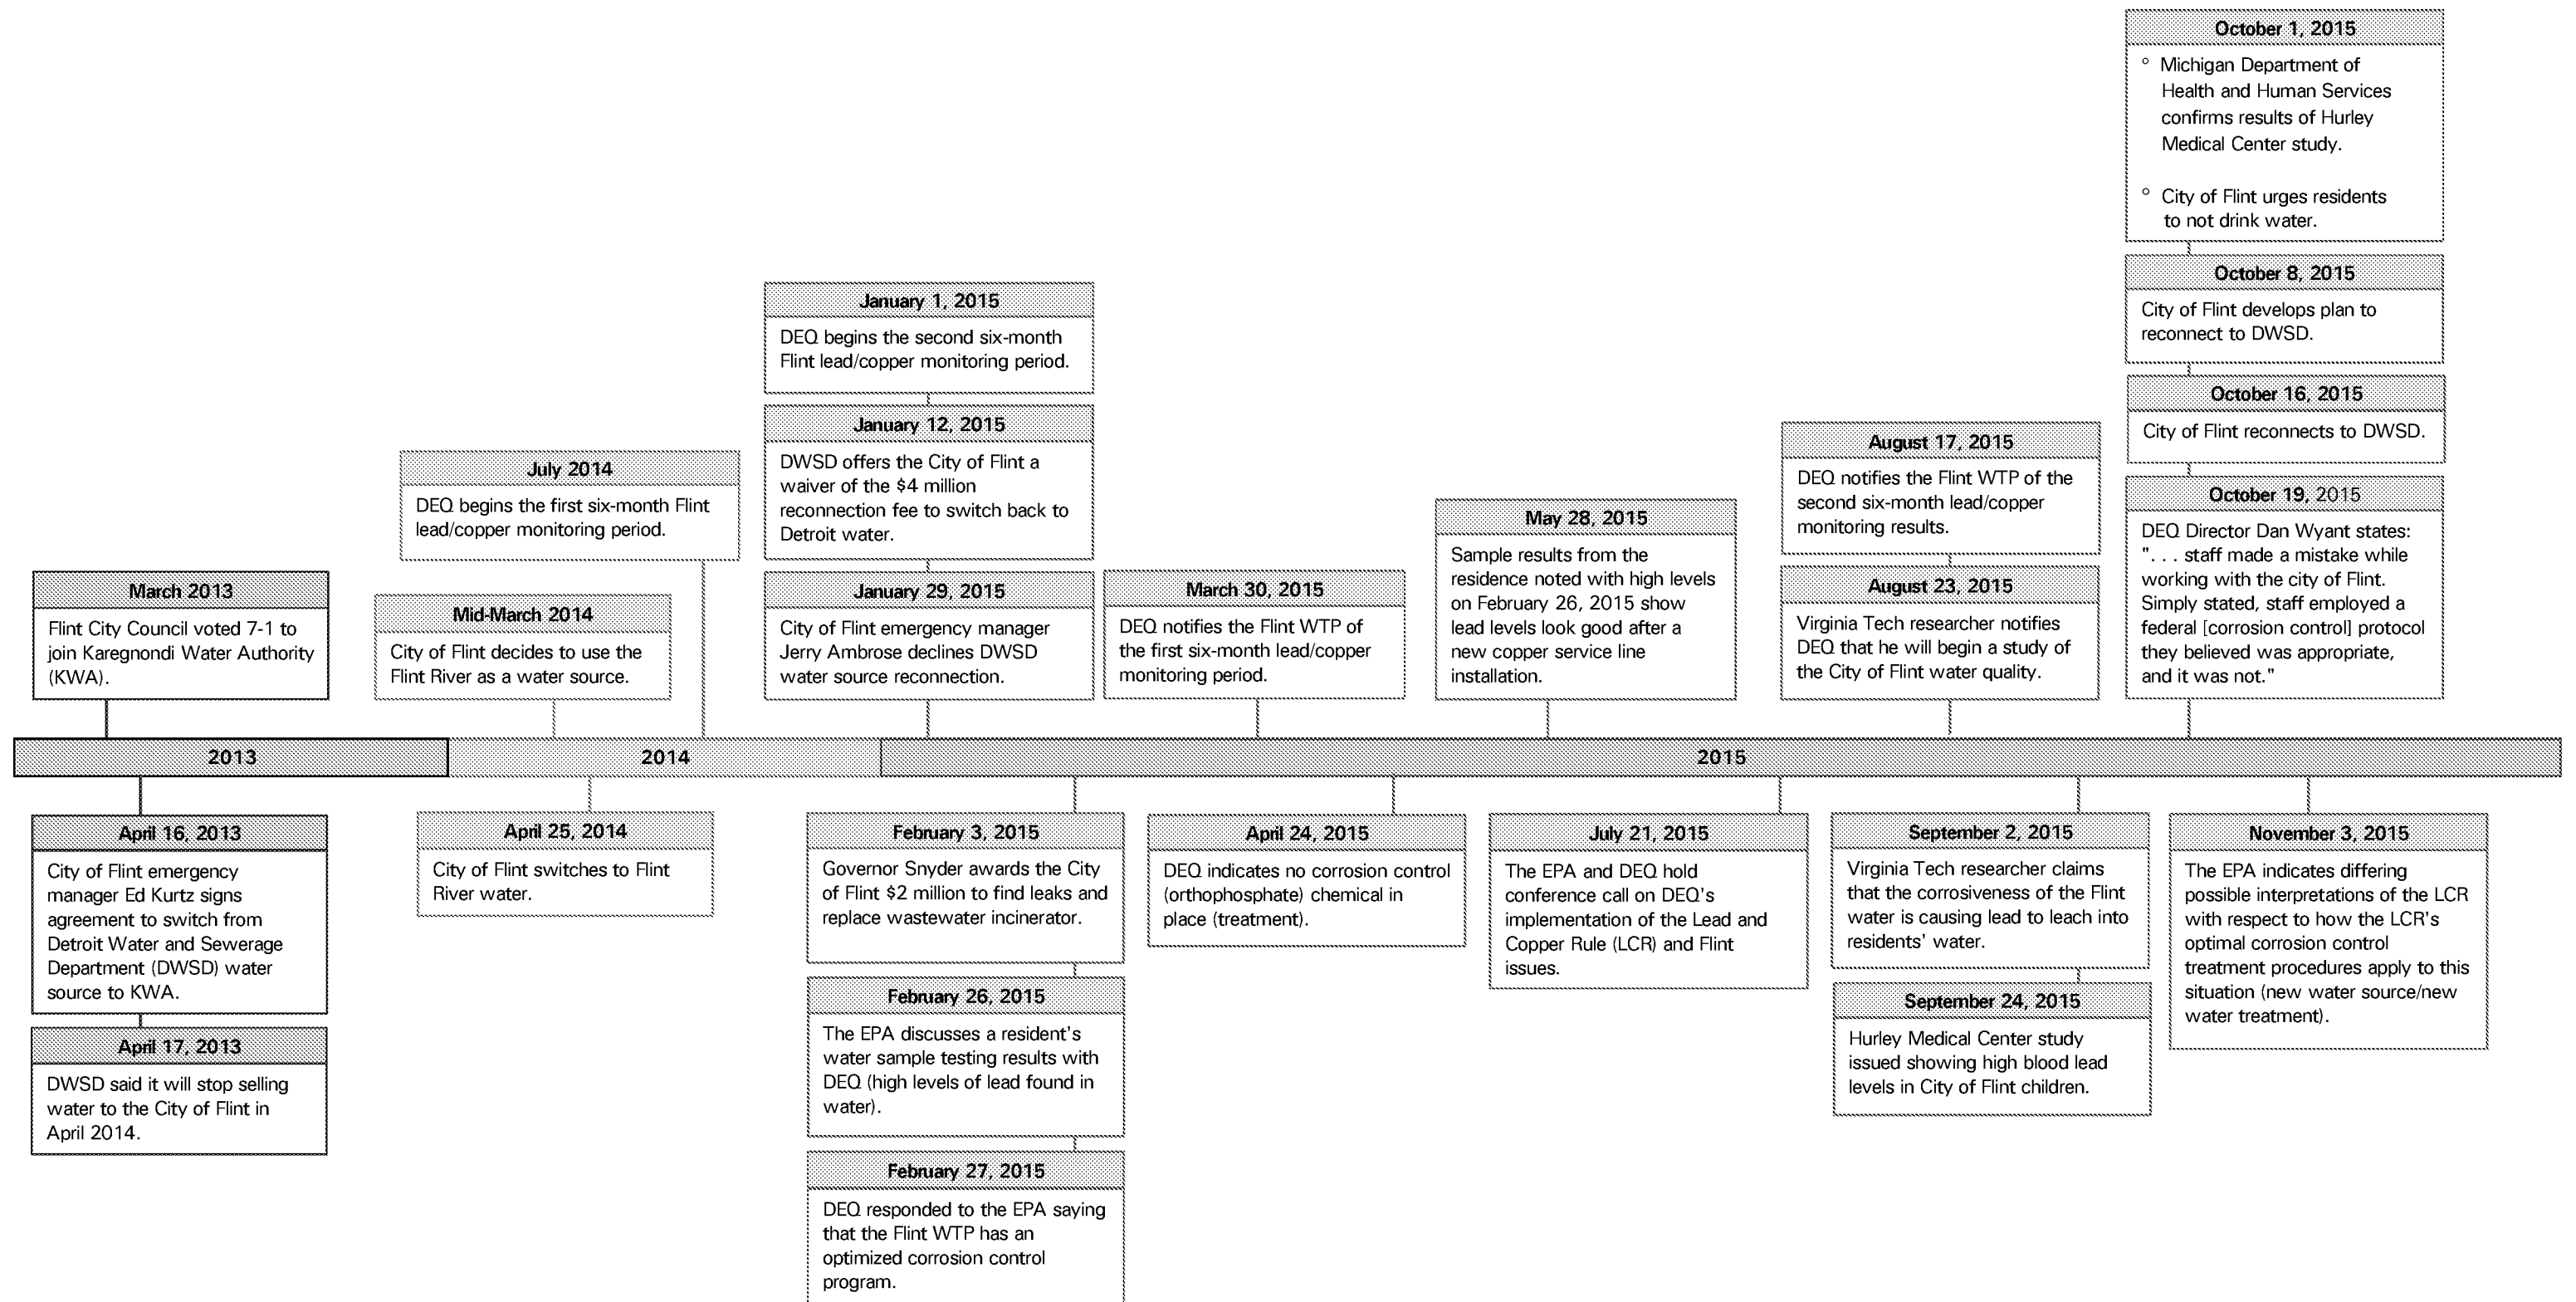 March 2013
Flint City Council voted 7-1 to
join Karegnondi Water Authority
(KWA).
Mid-March 2014
City of Flint decides to use the
Flint River as a water source.
July 2014
DEQ begins the first six-month Flint
lead/copper monitoring period.
January 1, 2015
DEQ begins the second six-month
Flint lead/copper monitoring period.
January 12, 2015
DWSD offers the City of Flint a
waiver of the $4 million
reconnection fee to switch back to
Detroit water.
January 29, 2015
City of Flint emergency manager
Jerry Ambrose declines DWSD
water source reconnection.
March 30, 2015
DEQ notifies the Flint WTP of
the first six-month lead/copper
monitoring period.
May 28, 2015
Sample results from the
residence noted with high levels
on February 26, 2015 show
lead levels look good after a
new copper service line
installation.
August 17, 2015
DEQ notifies the Flint WTP of the
second six-month lead/copper
monitoring results.
August 23, 2015
Virginia Tech researcher notifies
DEQ that he will begin a study of
the City of Flint water quality.
October 1, 2015
° Michigan Department of
Health and Human Services
confirms results of Hurley
Medical Center study.
° City of Flint urges residents
to not drink water.
October 8, 2015
City of Flint develops plan to
reconnect to DWSD.
October 16, 2015
City of Flint reconnects to DWSD.
October 19, 2015
DEQ Director Dan Wyant states:
". . . staff made a mistake while
working with the city of Flint.
Simply stated, staff employed a
federal [corrosion control] protocol
they believed was appropriate,
and it was not."
2013
2014
2015
April 16, 2013
City of Flint emergency
manager Ed Kurtz signs
agreement to switch from
Detroit Water and Sewerage
Department (DWSD) water
source to KWA.
April 17, 2013
DWSD said it will stop selling
water to the City of Flint in
April 2014.
April 25, 2014
City of Flint switches to Flint
River water.
February 3, 2015
Governor Snyder awards the City
of Flint $2 million to find leaks and
replace wastewater incinerator.
February 26, 2015
The EPA discusses a resident's
water sample testing results with
DEQ (high levels of lead found in
water).
February 27, 2015
DEQ responded to the EPA saying
that the Flint WTP has an
optimized corrosion control
program.
April 24, 2015
DEQ indicates no corrosion control
(orthophosphate) chemical in
place (treatment).
July 21, 2015
The EPA and DEQ hold
conference call on DEQ's
implementation of the Lead and
Copper Rule (LCR) and Flint
issues.
September 2, 2015
Virginia Tech researcher claims
that the corrosiveness of the Flint
water is causing lead to leach into
residents' water.
September 24, 2015
Hurley Medical Center study
issued showing high blood lead
levels in City of Flint children.
November 3, 2015
The EPA indicates differing
possible interpretations of the LCR
with respect to how the LCR's
optimal corrosion control
treatment procedures apply to this
situation (new water source/new
water treatment).